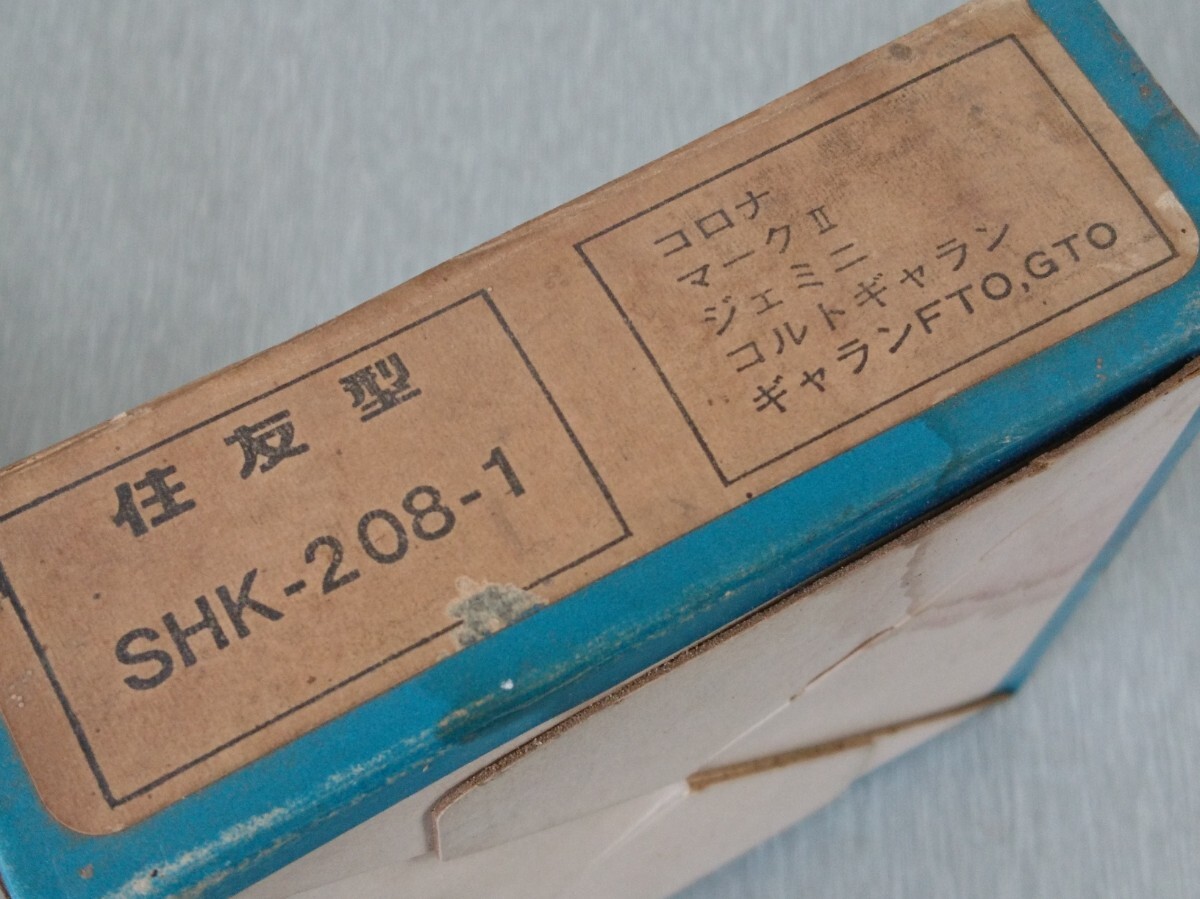 住友型
SHK-208-1
コロナ
マークⅡ
ジェミニ
コルトギャラン
ギャランFTO,GTO